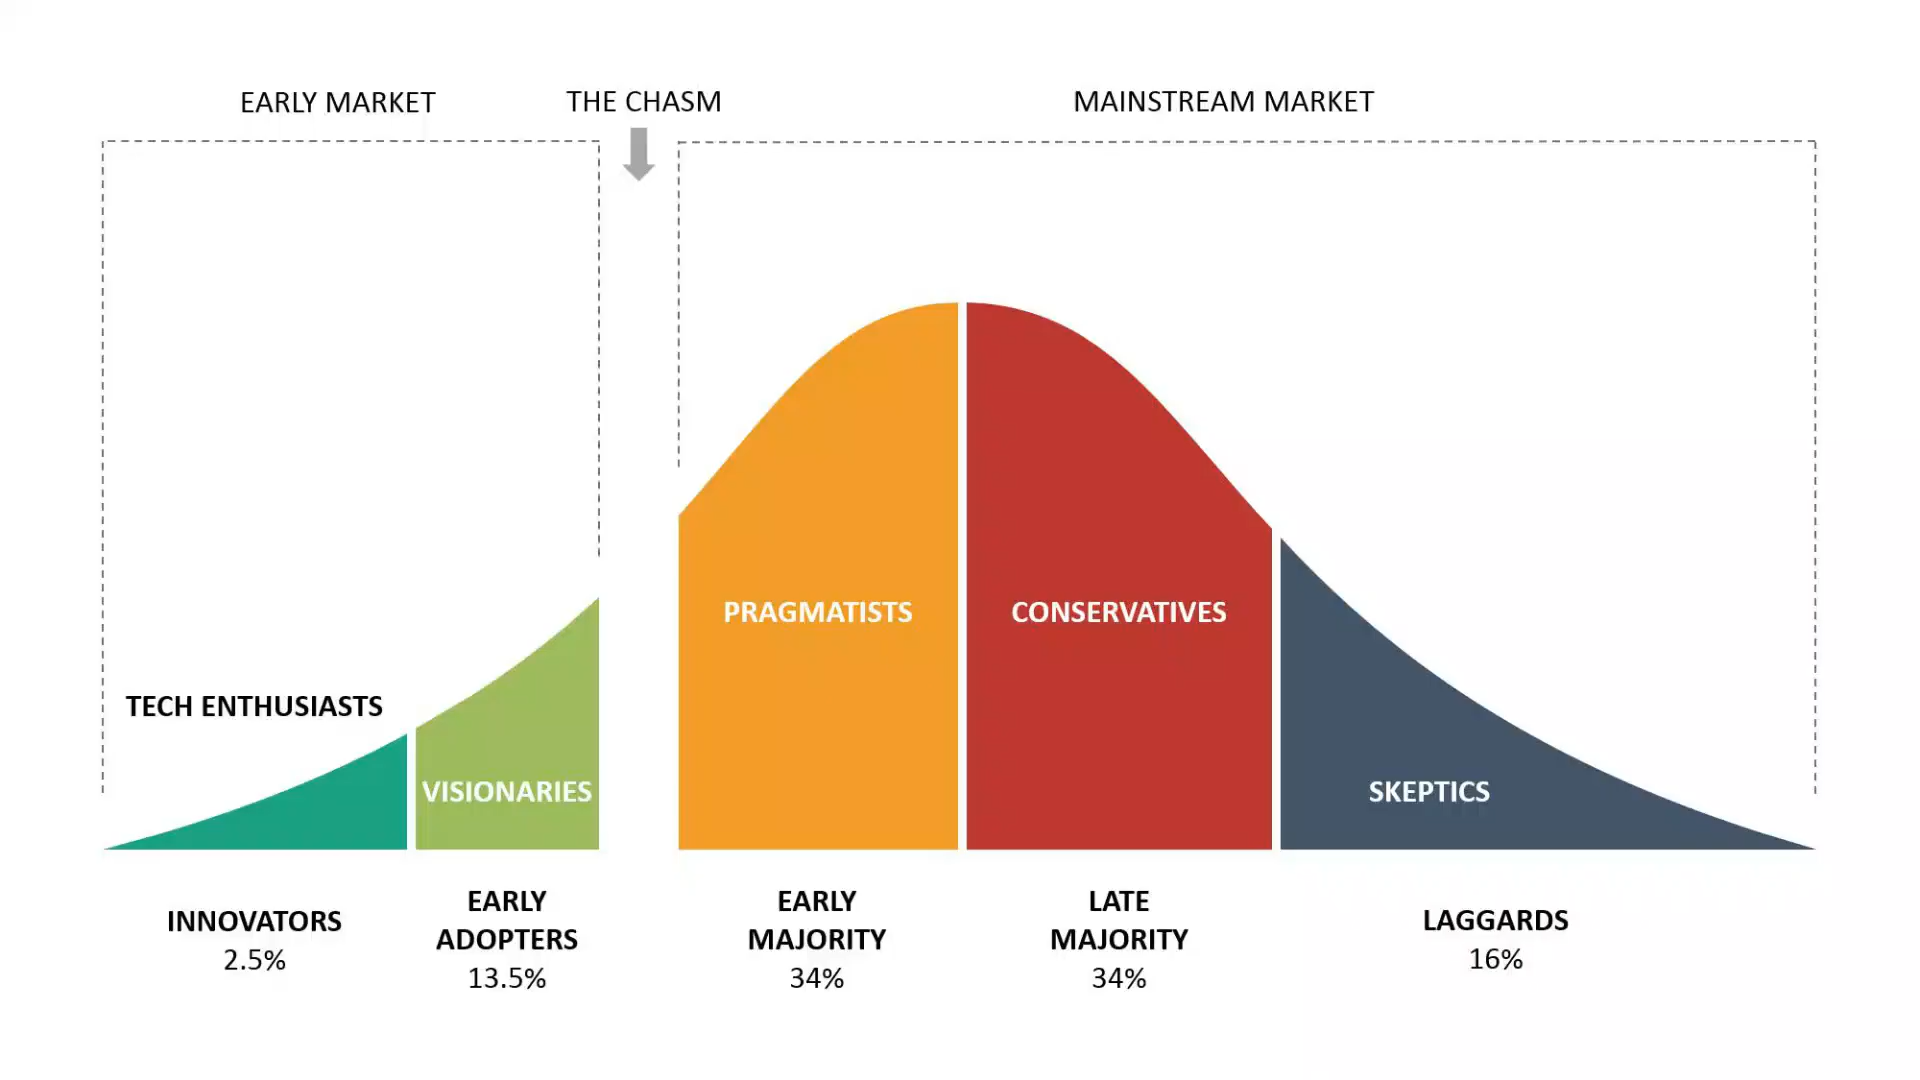 EARLY MARKET
THE CHASM
MAINSTREAM MARKET
PRAGMATISTS
CONSERVATIVES
TECH ENTHUSIASTS
VISIONARIES
SKEPTICS
INNOVATORS
2.5%
EARLY
ADOPTERS
13.5%
EARLY
MAJORITY
34%
LATE
MAJORITY
34%
LAGGARDS
16%